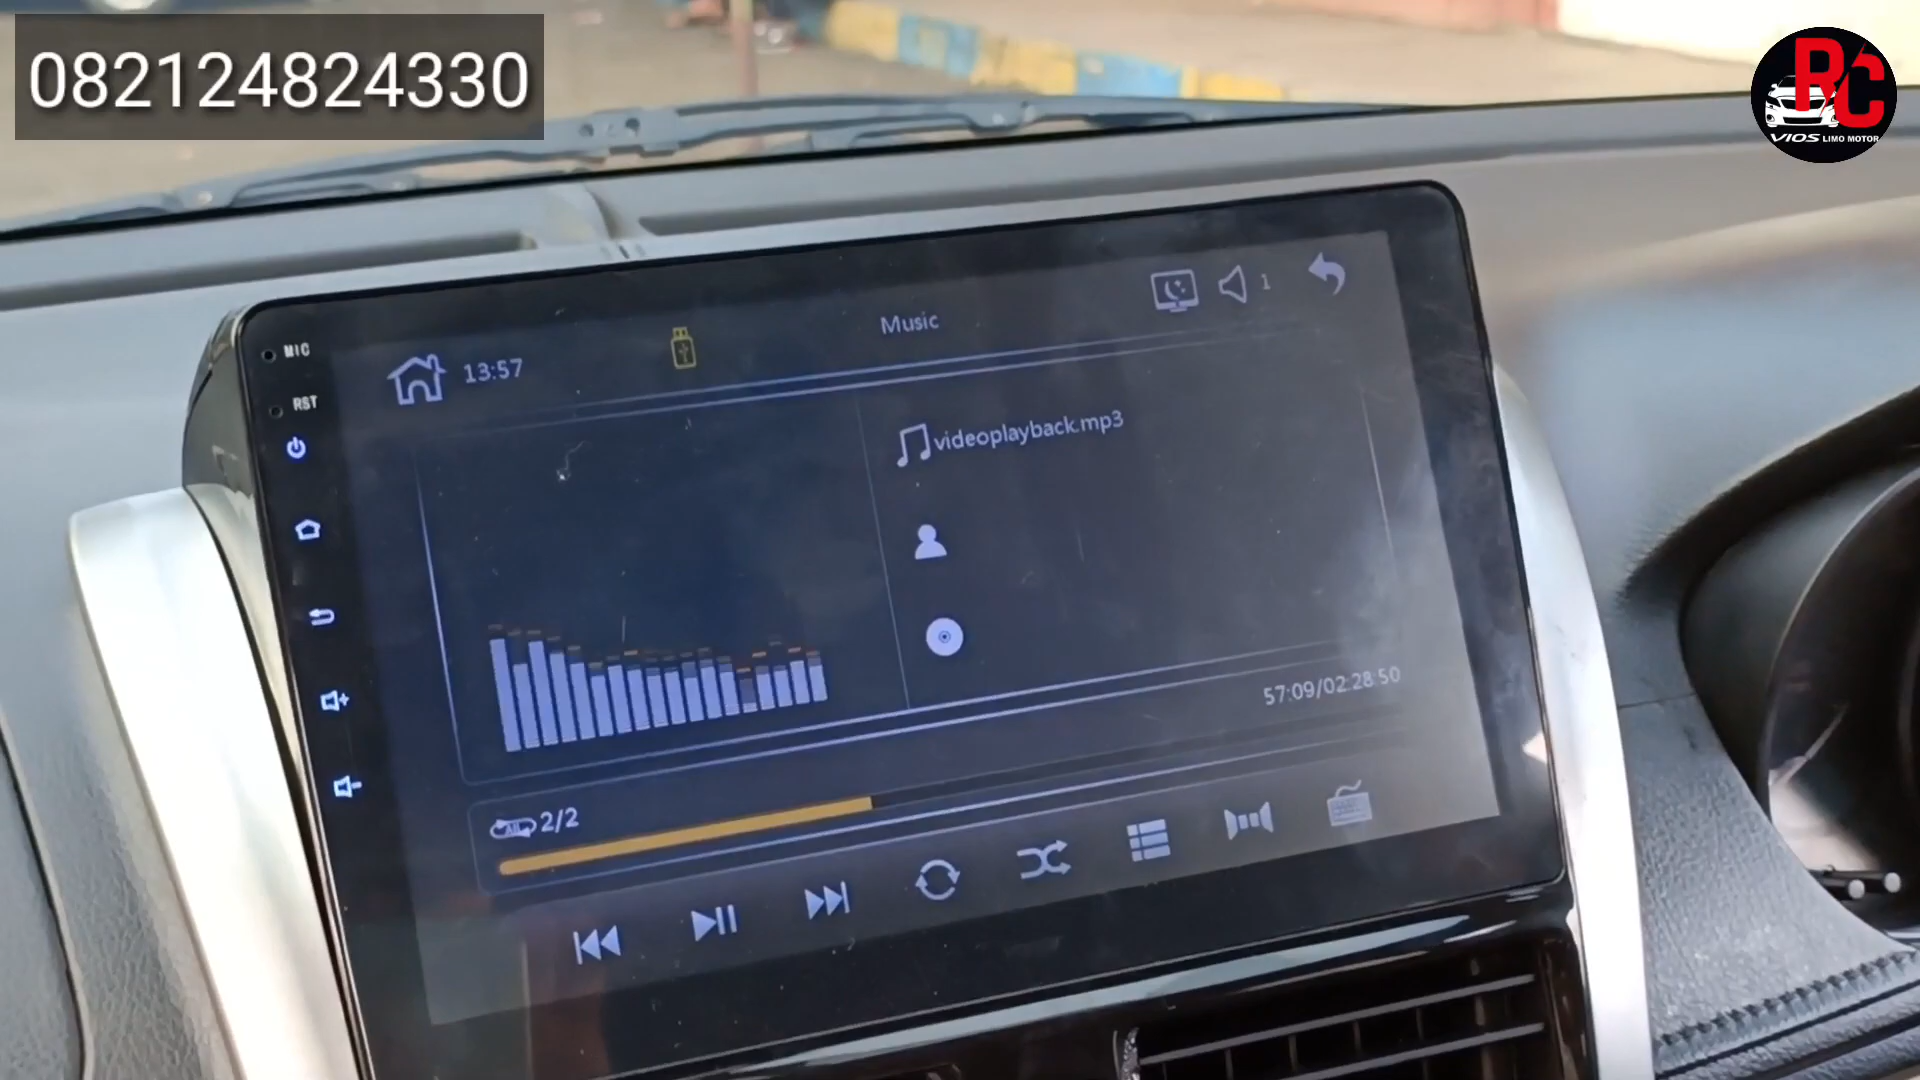 082124824330
RC
VIOS LIMO MOTOR
MIC
RST
13:57
Music
1
videoplayback.mp3
57:09/02:28:50
ALL
2/2